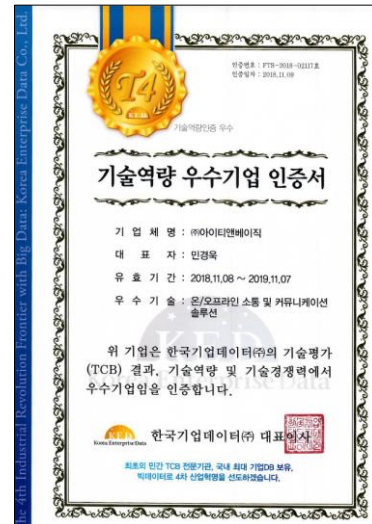 The 4th Industrial Revolution Frontier with Big Data: Korea Enterprise Data Co., Ltd.
T4
KED
인증번호 : FTB-2018-02117호
인증일자 : 2018.11.09
기술역량인증 우수
기술역량 우수기업 인증서
기 업 체 명 : ㈜아이티앤베이직
대 표 자 : 민경욱
유 효 기 간 : 2018.11.08 ~ 2019.11.07
우 수 기 술 : 온/오프라인 소통 및 커뮤니케이션
솔루션
위 기업은 한국기업데이터㈜의 기술평가
(TCB) 결과, 기술역량 및 기술경쟁력에서
우수기업임을 인증합니다.
KED
Korea Enterprise Data
한국기업데이터㈜ 대표이사
최초의 민간 TCB 전문기관, 국내 최대 기업DB 보유,
빅데이터로 4차 산업혁명을 선도하겠습니다.